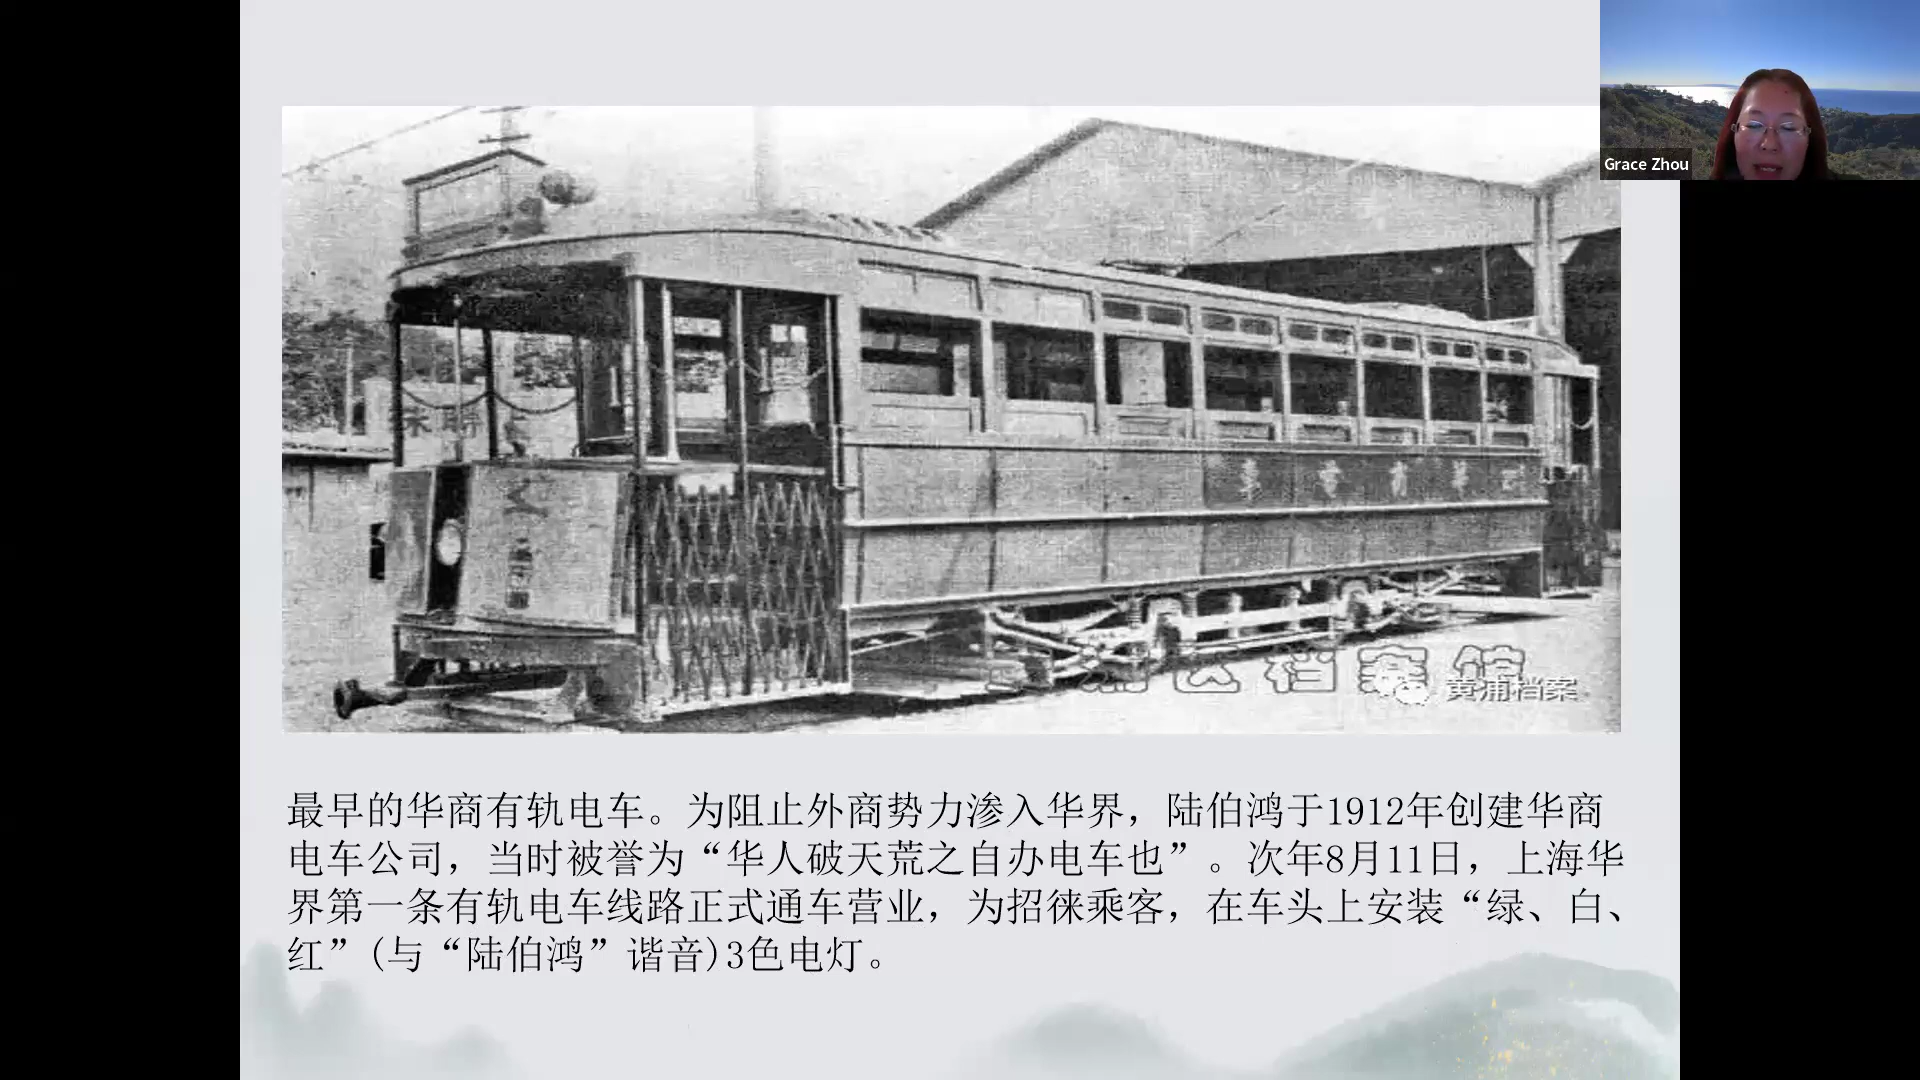 Grace Zhou
档案馆
黄浦档案
最早的华商有轨电车。为阻止外商势力渗入华界，陆伯鸿于1912年创建华商
电车公司，当时被誉为“华人破天荒之自办电车也”。次年8月11日，上海华
界第一条有轨电车线路正式通车营业，为招徕乘客，在车头上安装“绿、白、
红”(与“陆伯鸿”谐音)3色电灯。